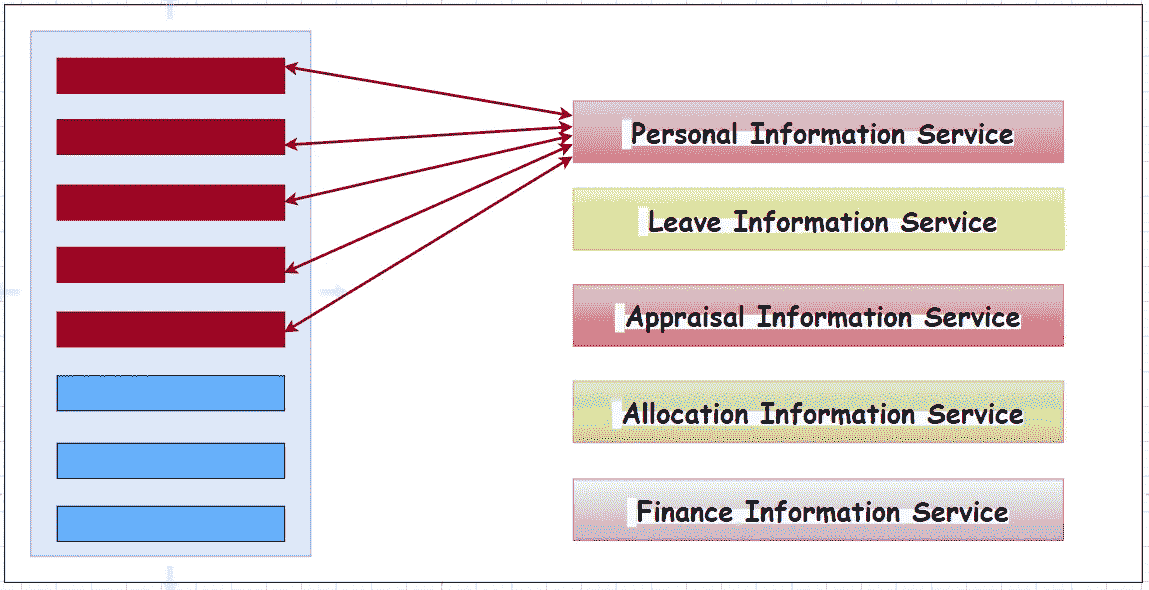 Personal Information Service
Leave Information Service
Appraisal Information Service
Allocation Information Service
Finance Information Service